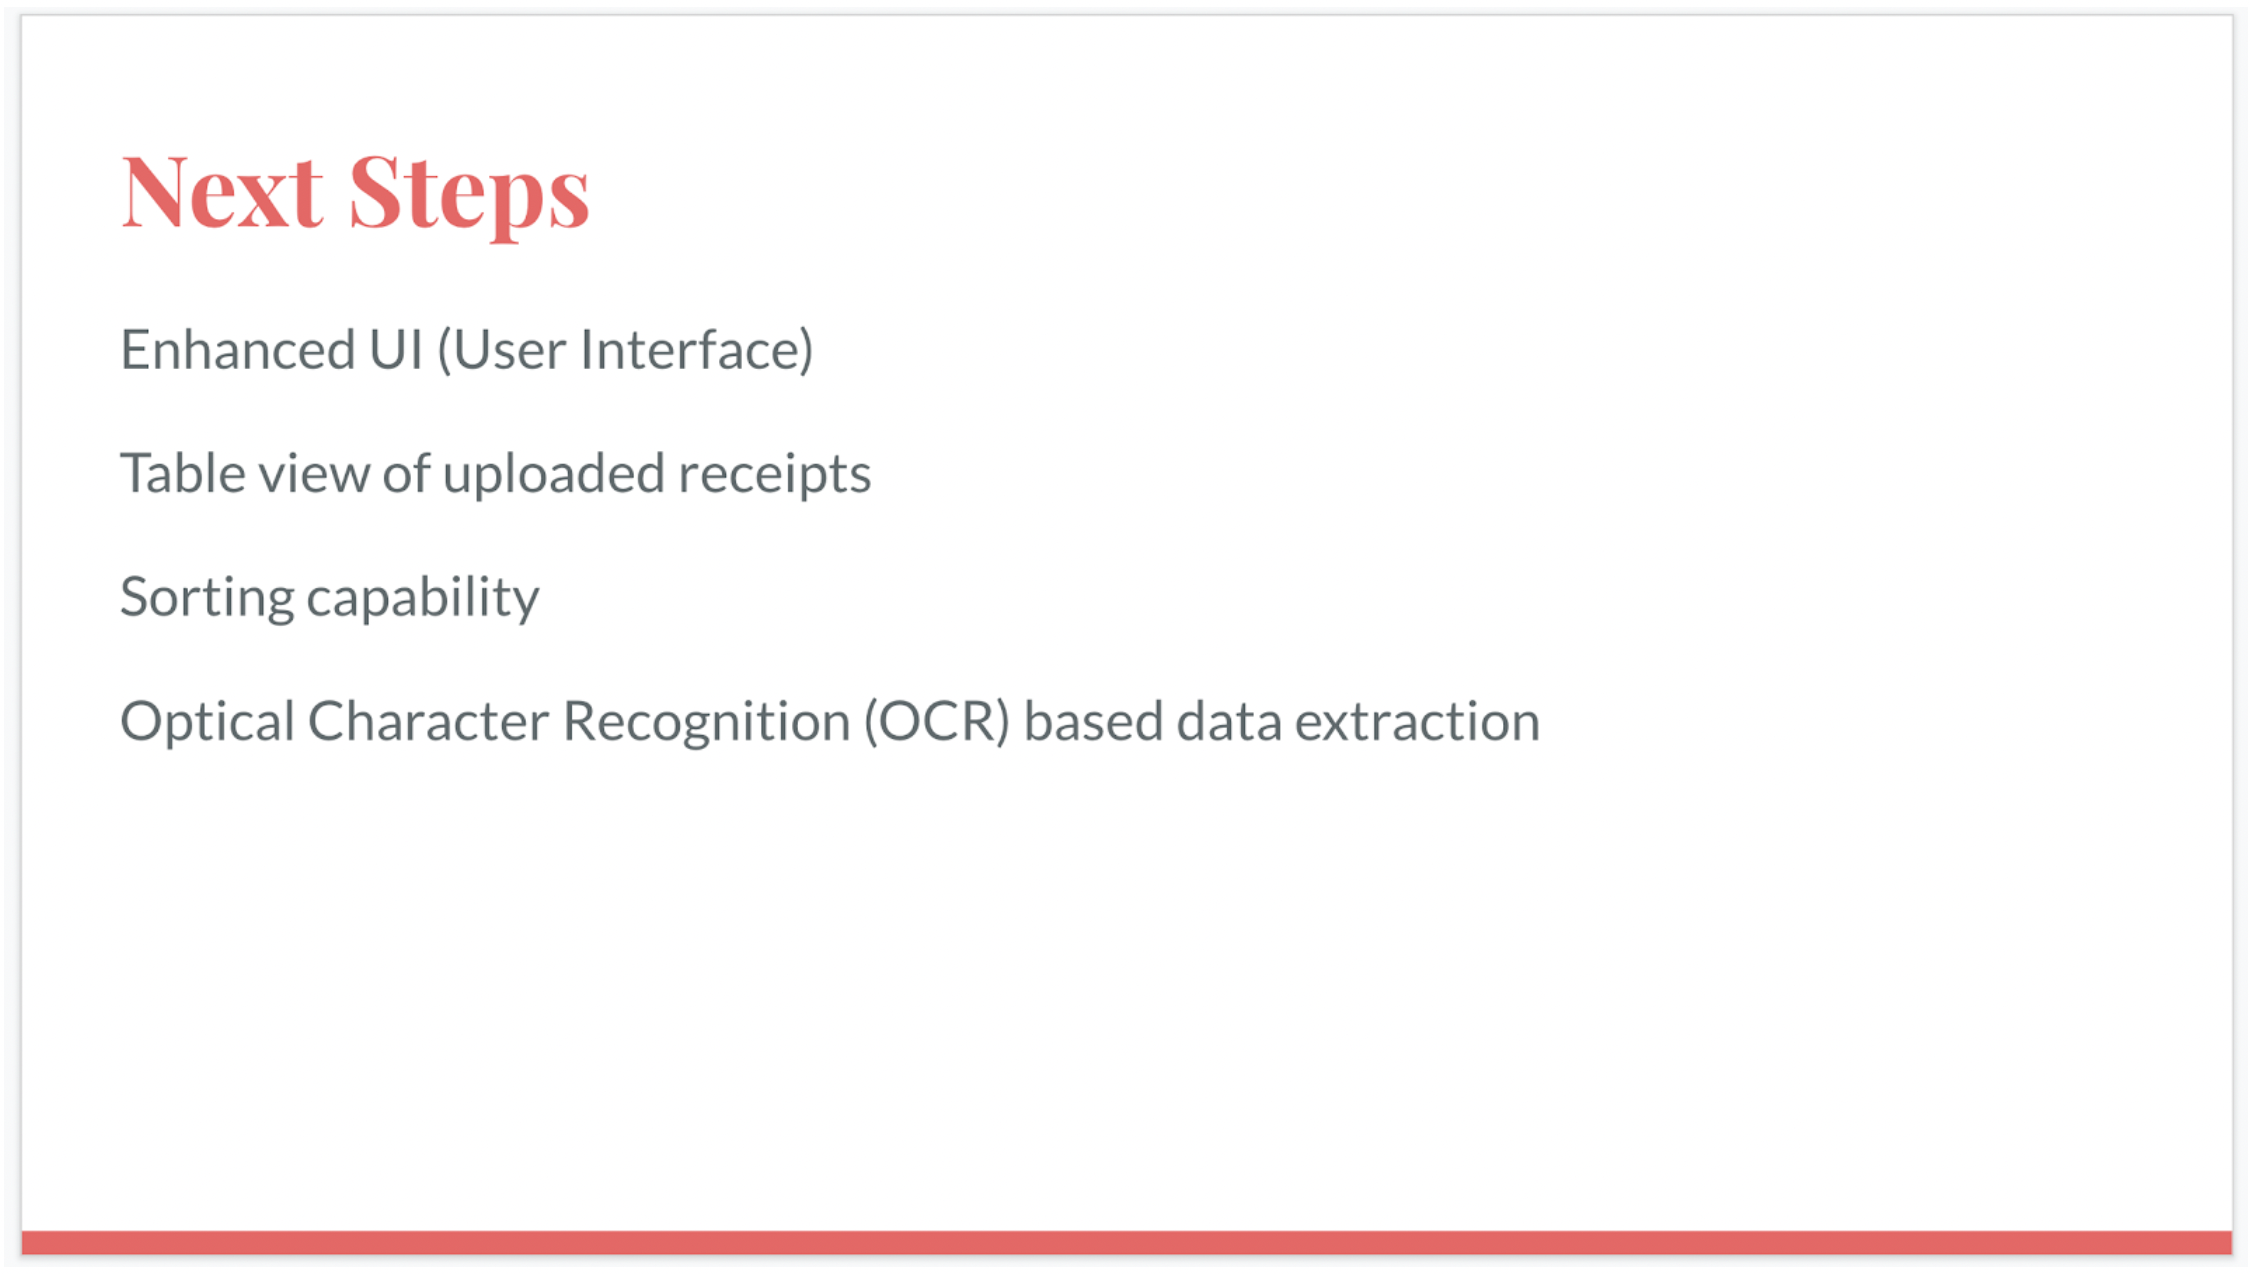 Next Steps
Enhanced UI (User Interface)
Table view of uploaded receipts
Sorting capability
Optical Character Recognition (OCR) based data extraction